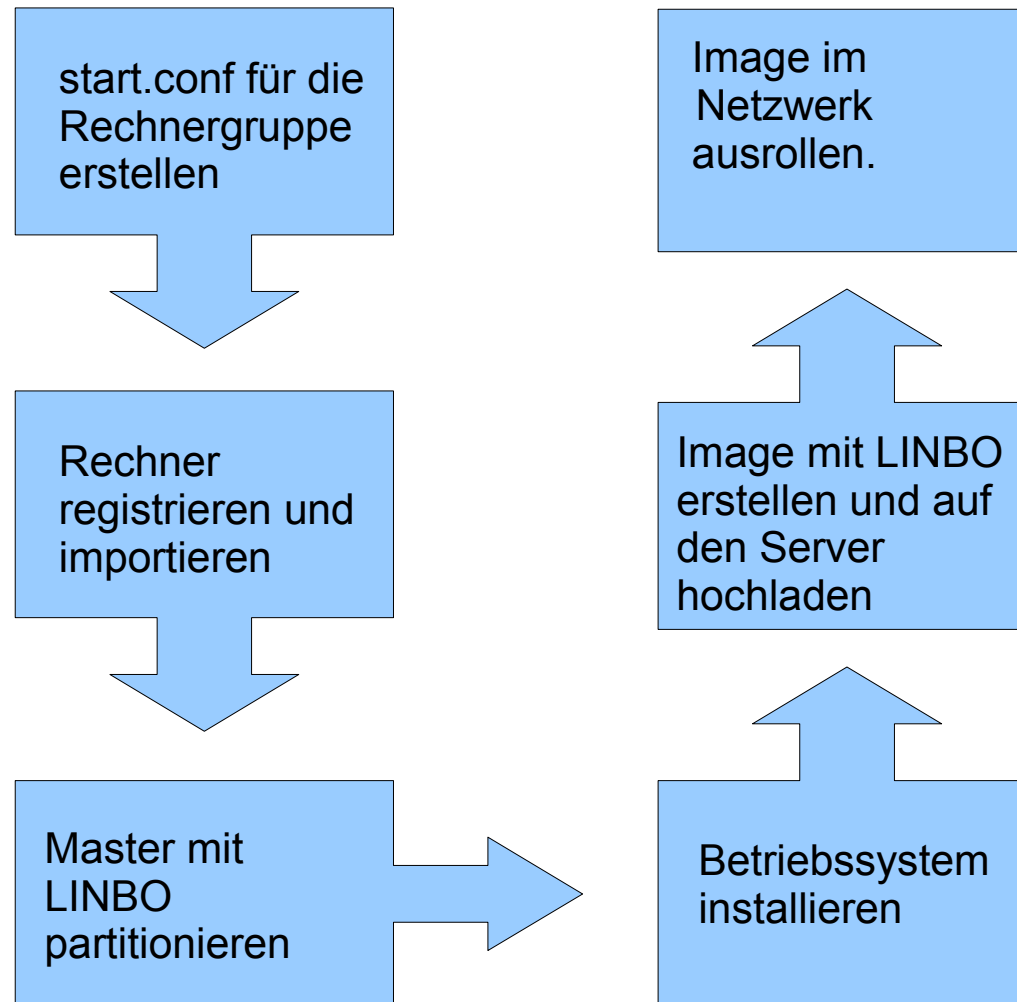 start.conf für die
Rechnergruppe
erstellen
Rechner
registrieren und
importieren
Master mit
LINBO
partitionieren
Betriebssystem
installieren
Image mit LINBO
erstellen und auf
den Server
hochladen
Image im
Netzwerk
ausrollen.